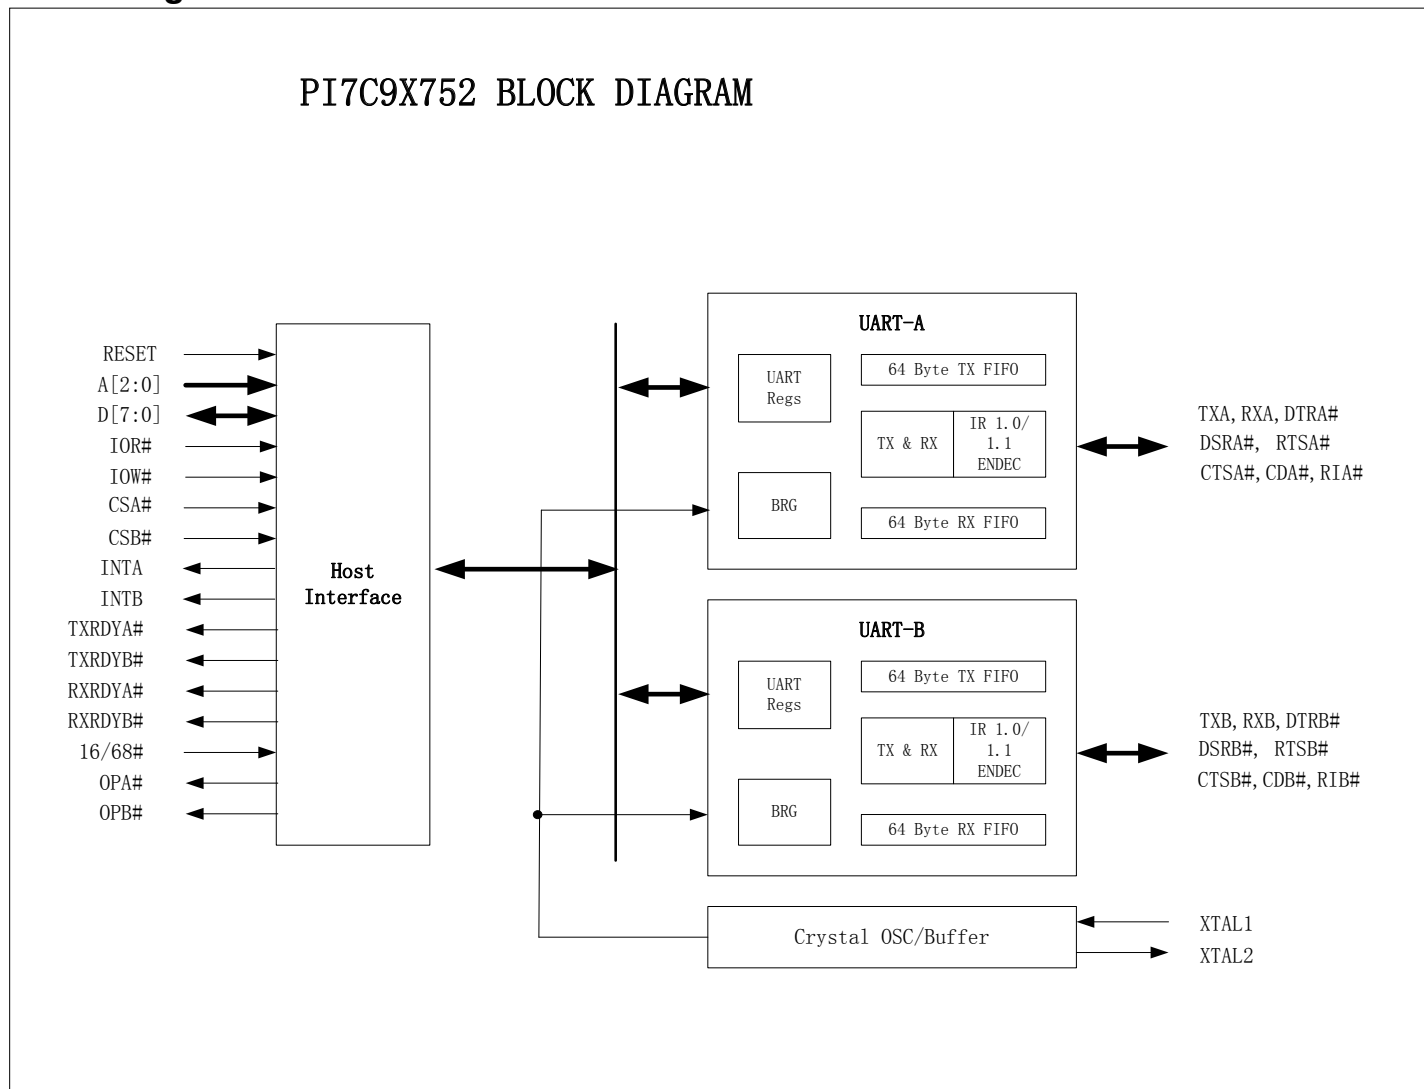 PI7C9X752 BLOCK DIAGRAM
RESET
A[2:0]
D[7:0]
IOR#
IOW#
CSA#
CSB#
INTA
INTB
TXRDYA#
TXRDYB#
RXRDYA#
RXRDYB#
16/68#
OPA#
OPB#
Host
Interface
UART-A
UART
Regs
64 Byte TX FIFO
TX & RX
IR 1.0/
1.1
ENDEC
BRG
64 Byte RX FIFO
TXA, RXA, DTRA#
DSRA#, RTSA#
CTSA#, CDA#, RIA#
UART-B
UART
Regs
64 Byte TX FIFO
TX & RX
IR 1.0/
1.1
ENDEC
BRG
64 Byte RX FIFO
TXB, RXB, DTRB#
DSRB#, RTSB#
CTSB#, CDB#, RIB#
Crystal OSC/Buffer
XTAL1
XTAL2